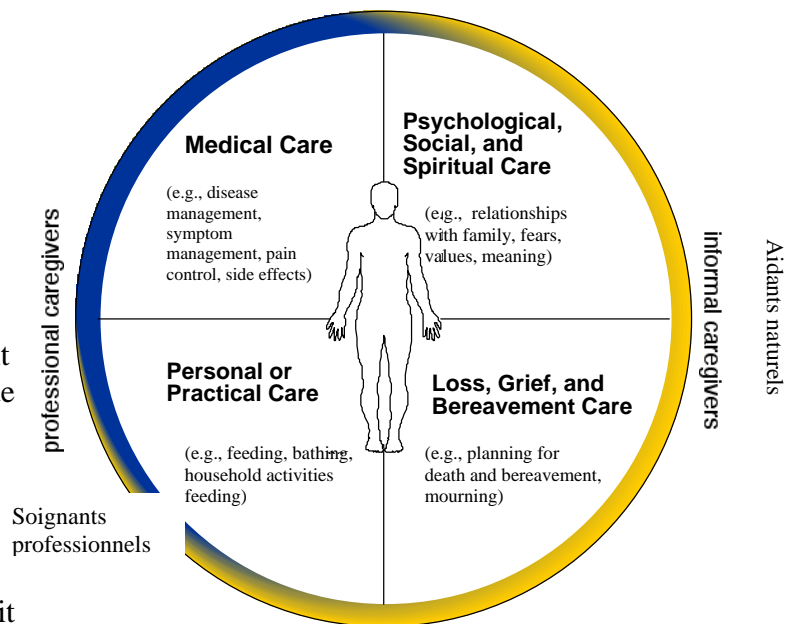 Medical Care
(e.g., disease
management,
symptom
management, pain
control, side effects)
Psychological,
Social, and
Spiritual Care
(e.g., relationships
with family, fears,
values, meaning)
professional caregivers
informal caregivers
Aidants naturels
Personal or
Practical Care
(e.g., feeding, bathing,
household activities
feeding)
Loss, Grief, and
Bereavement Care
(e.g., planning for
death and bereavement,
mourning)
Soignants
professionnels